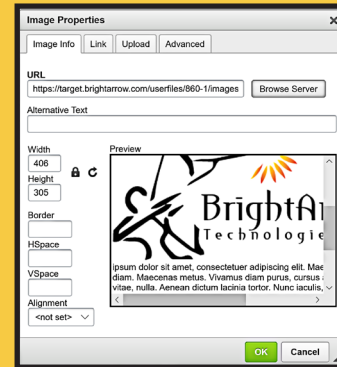 Image Properties
Image Info Link Upload Advanced
URL
https://target.brightarrow.com/userfiles/860-1/images
Browse Server
Alternative Text
Width
406
Height
305
Border
HSpace
VSpace
Alignment
<not set>
Preview
BrightAr
Technologie
ipsum dolor sit amet, consectetuer adipiscing elit. Mae
diam. Maecenas metus. Vivamus diam purus, cursus
vitae, nulla. Aenean dictum lacinia tortor. Nunc iaculis,
OK Cancel